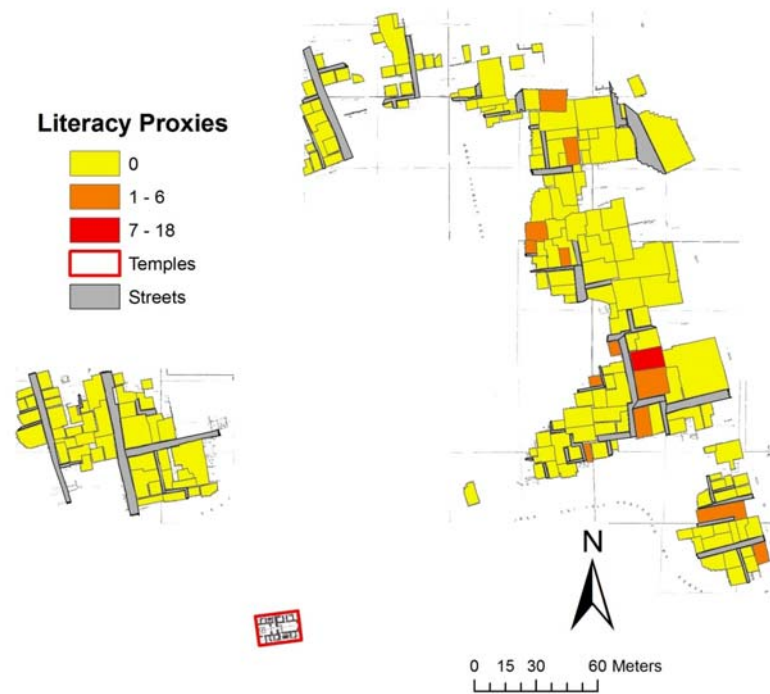 Literacy Proxies
0
1 - 6
7 - 18
Temples
Streets
N
0 15 30 60 Meters